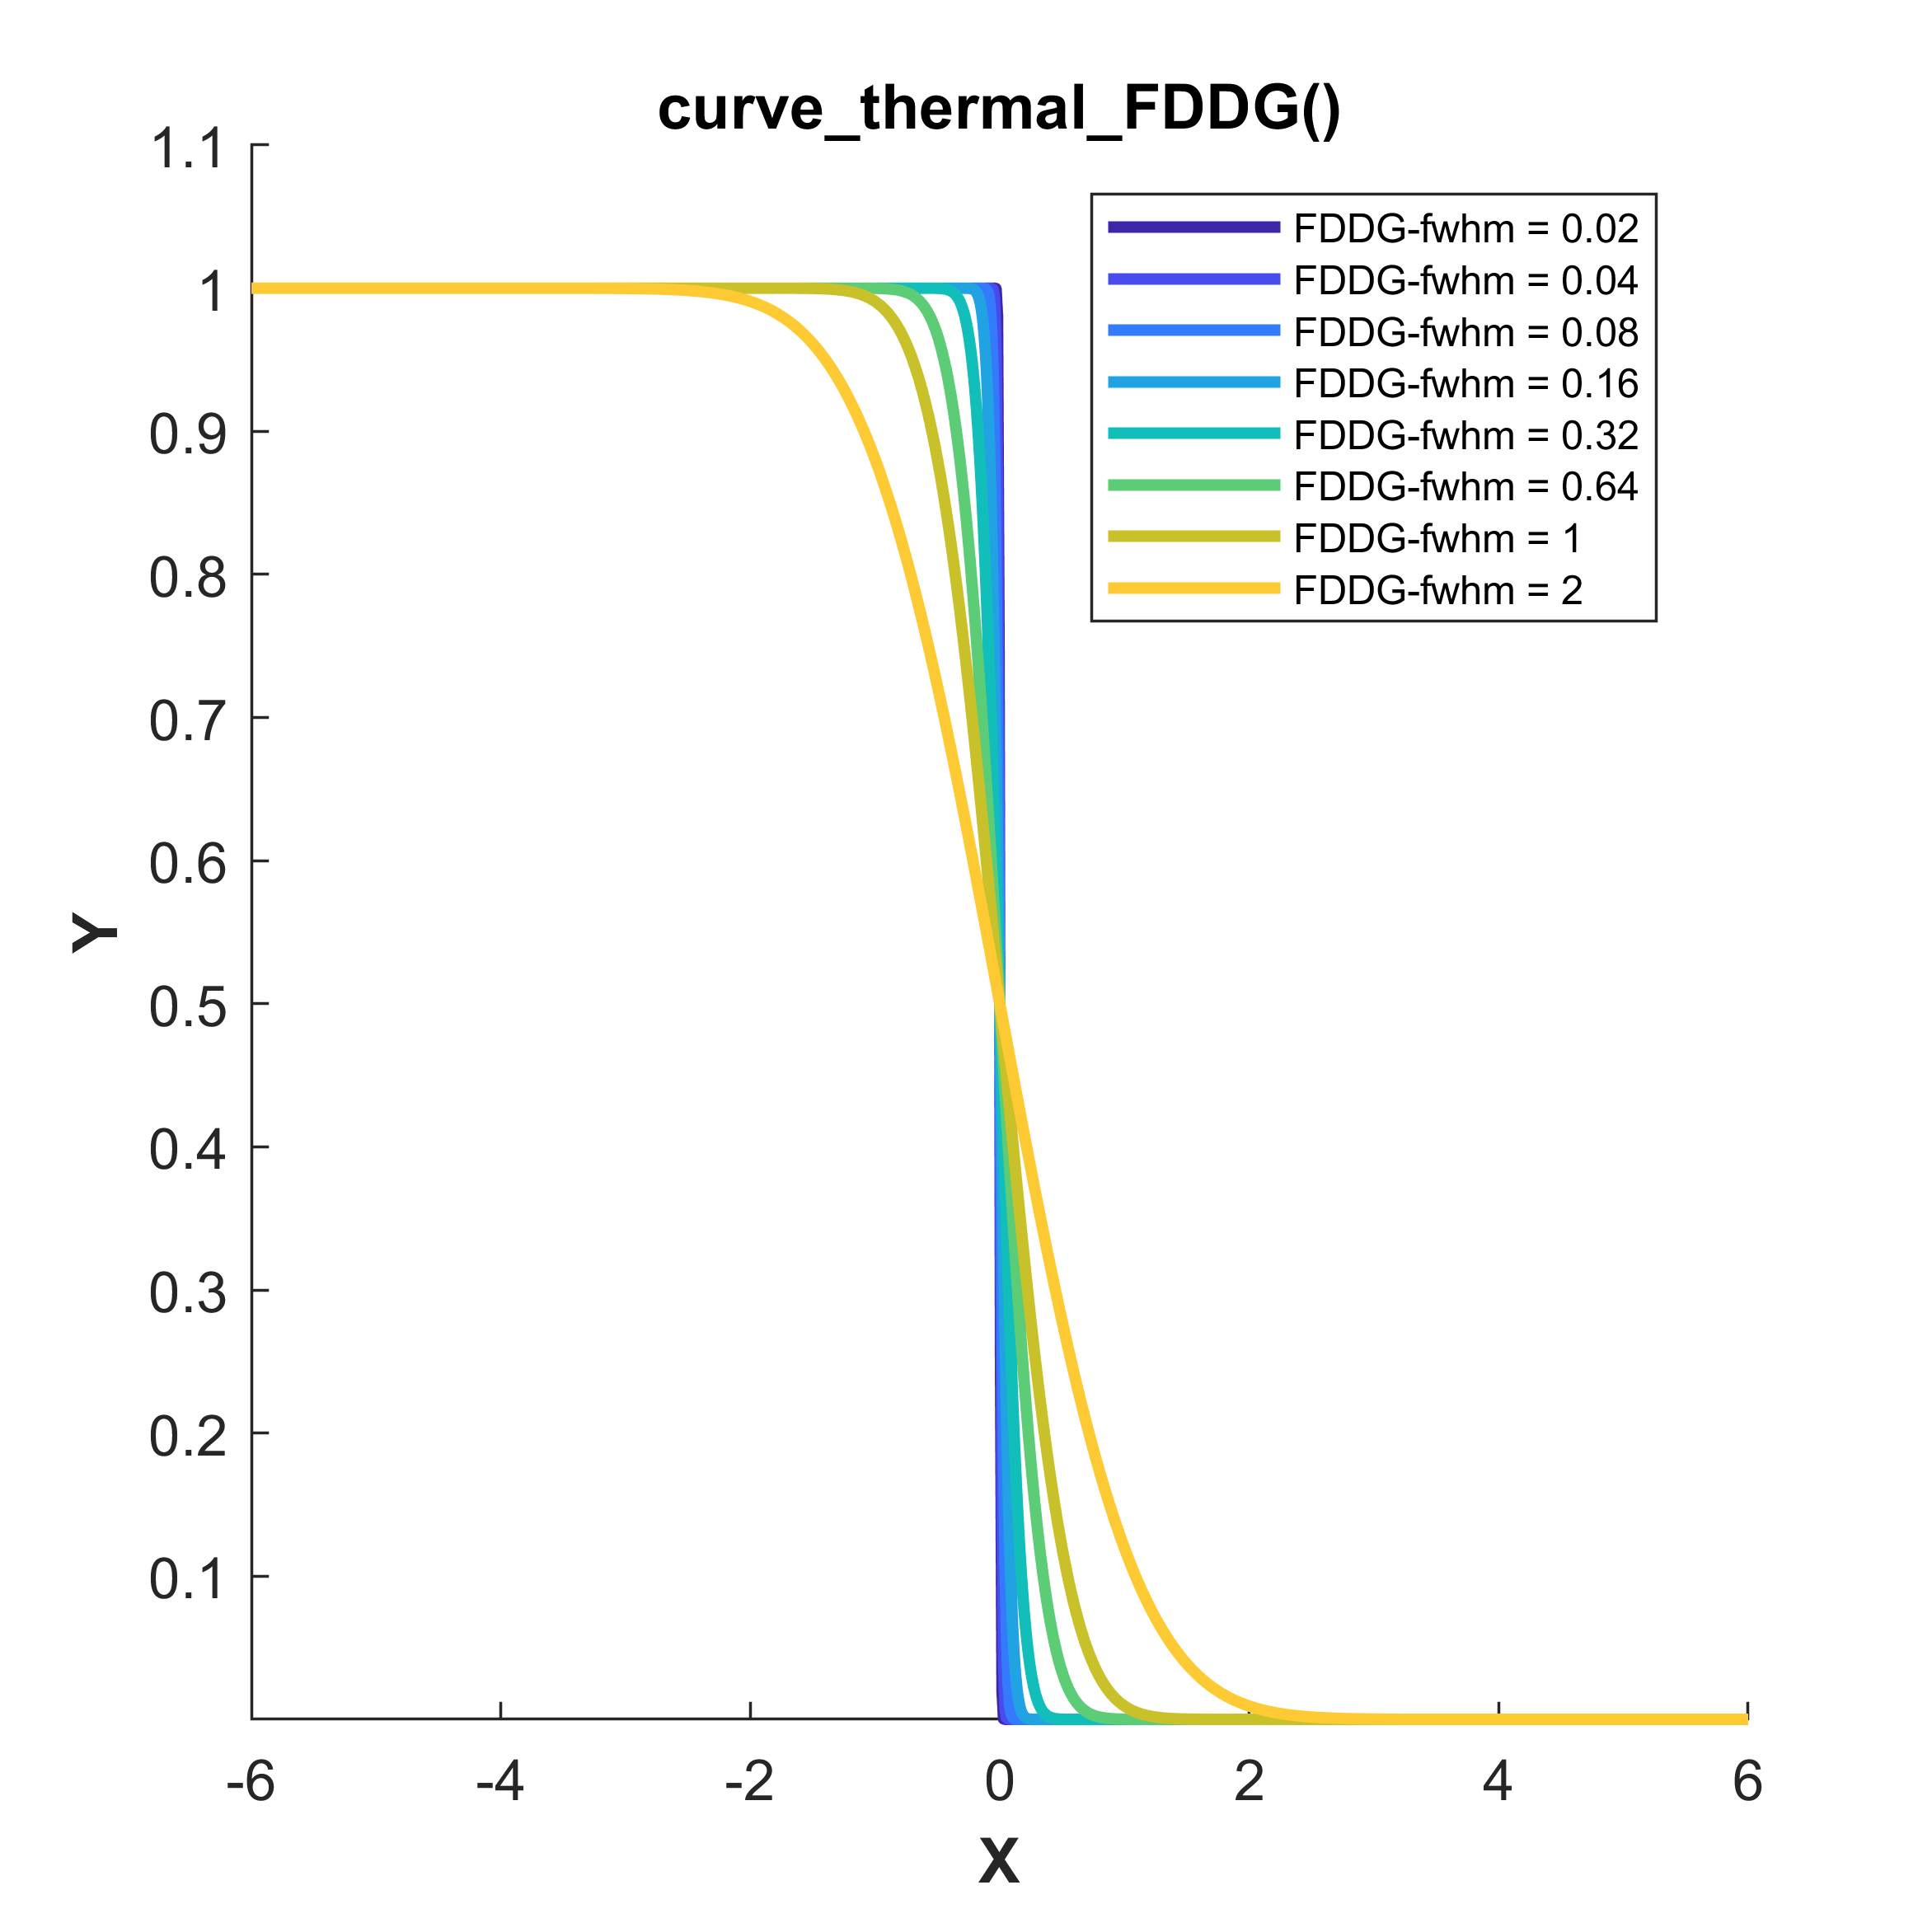 curve_thermal_FDDG()
1.1
1
0.9
0.8
0.7
0.6
0.5
0.4
0.3
0.2
0.1
Y
FDDG-fwhm = 0.02
FDDG-fwhm = 0.04
FDDG-fwhm = 0.08
FDDG-fwhm = 0.16
FDDG-fwhm = 0.32
FDDG-fwhm = 0.64
FDDG-fwhm = 1
FDDG-fwhm = 2
-6 -4 -2 0 2 4 6
X